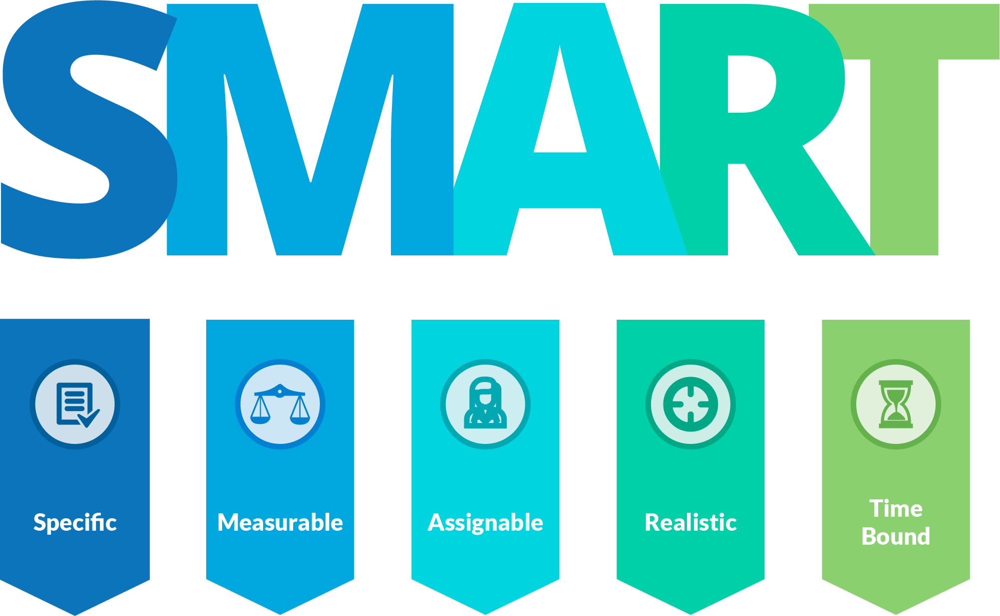 SMART
Specific
Measurable
Assignable
Realistic
Time
Bound